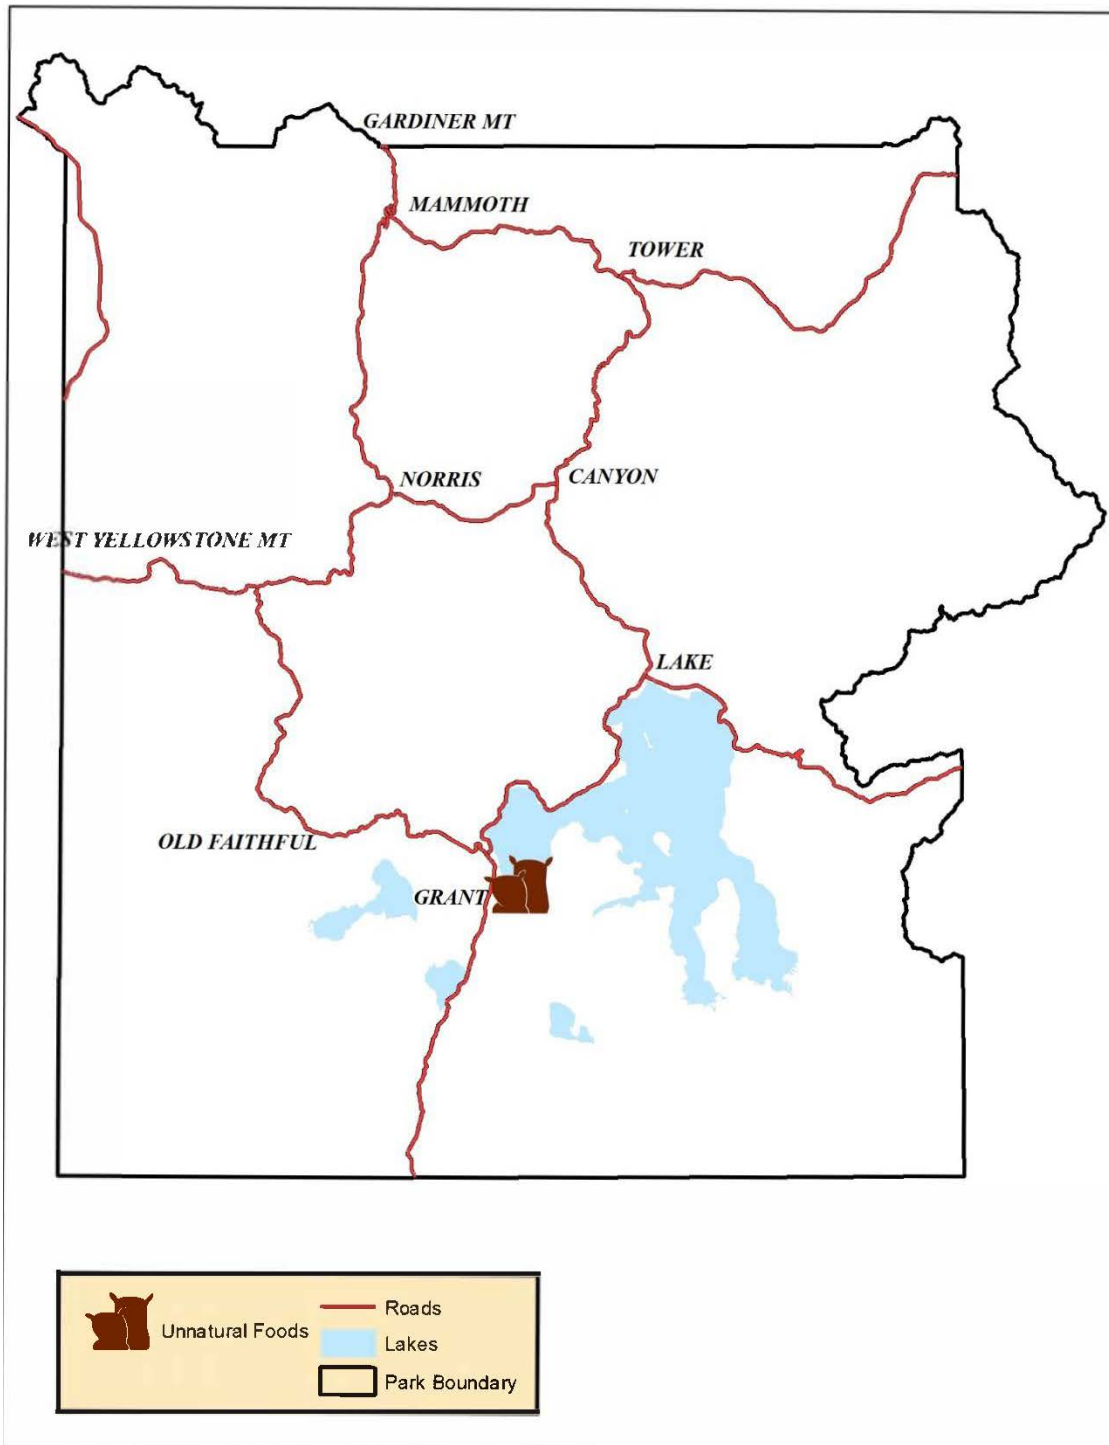 GARDINER MT
MAMMOTH
TOWER
NORRIS
CANYON
WEST YELLOWSTONE MT
LAKE
OLD FAITHFUL
GRANT
Unnatural Foods
Roads
Lakes
Park Boundary